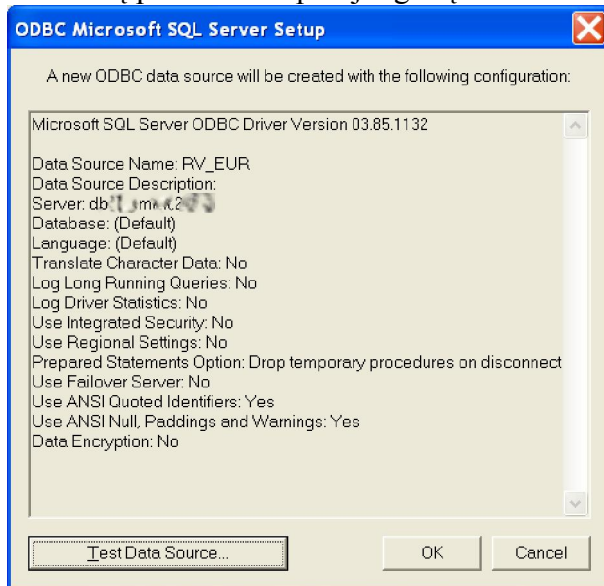 ODBC Microsoft SQL Server Setup
A new ODBC data source will be created with the following configuration:
Microsoft SQL Server ODBC Driver Version 03.85.1132
Data Source Name: RV_EUR
Data Source Description:
Server:
Database: (Default)
Language: (Default)
Translate Character Data: No
Log Long Running Queries: No
Log Driver Statistics: No
Use Integrated Security: No
Use Regional Settings: No
Prepared Statements Option: Drop temporary procedures on disconnect
Use Failover Server: No
Use ANSI Quoted Identifiers: Yes
Use ANSI Null, Paddings and Warnings: Yes
Data Encryption: No
Test Data Source...
OK
Cancel